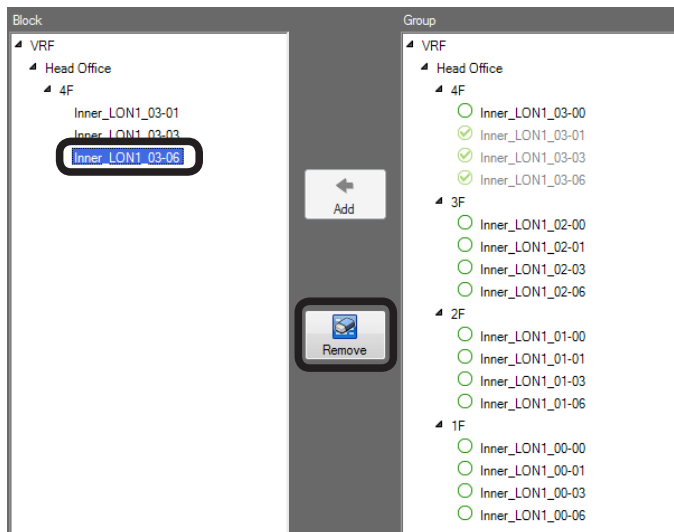 Block
VRF
Head Office
4F
Inner_LON1_03-01
Inner_LON1_03-03
Inner_LON1_03-06
Add
Remove
Group
VRF
Head Office
4F
Inner_LON1_03-00
Inner_LON1_03-01
Inner_LON1_03-03
Inner_LON1_03-06
3F
Inner_LON1_02-00
Inner_LON1_02-01
Inner_LON1_02-03
Inner_LON1_02-06
2F
Inner_LON1_01-00
Inner_LON1_01-01
Inner_LON1_01-03
Inner_LON1_01-06
1F
Inner_LON1_00-00
Inner_LON1_00-01
Inner_LON1_00-03
Inner_LON1_00-06